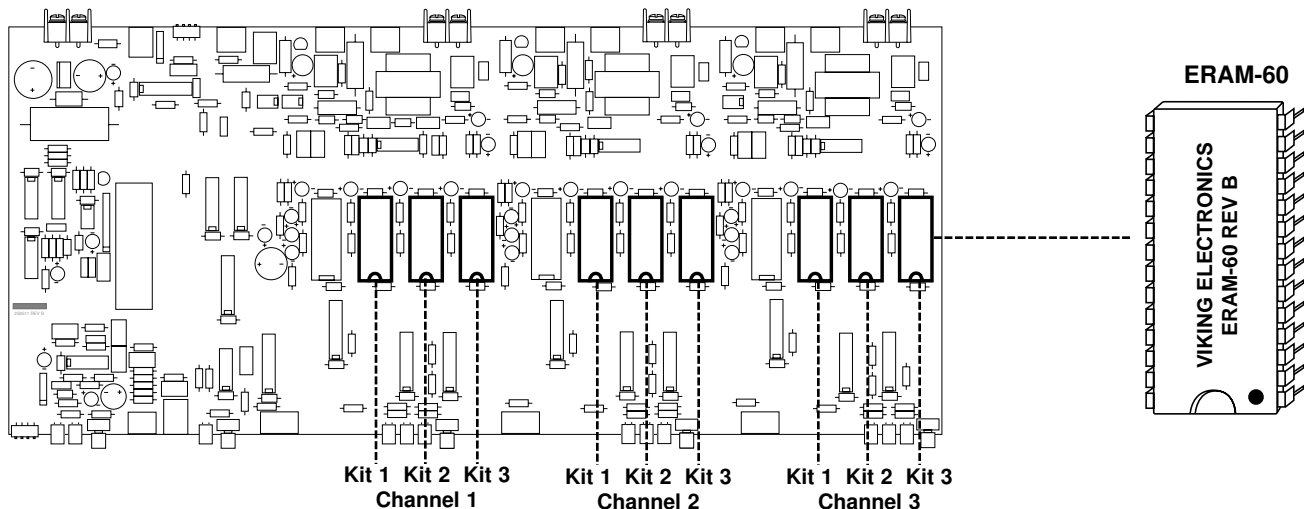 ERAM-60
VIKING ELECTRONICS
ERAM-60 REV B
Kit 1 Kit 2 Kit 3
Channel 1
Kit 1 Kit 2 Kit 3
Channel 2
Kit 1 Kit 2 Kit 3
Channel 3